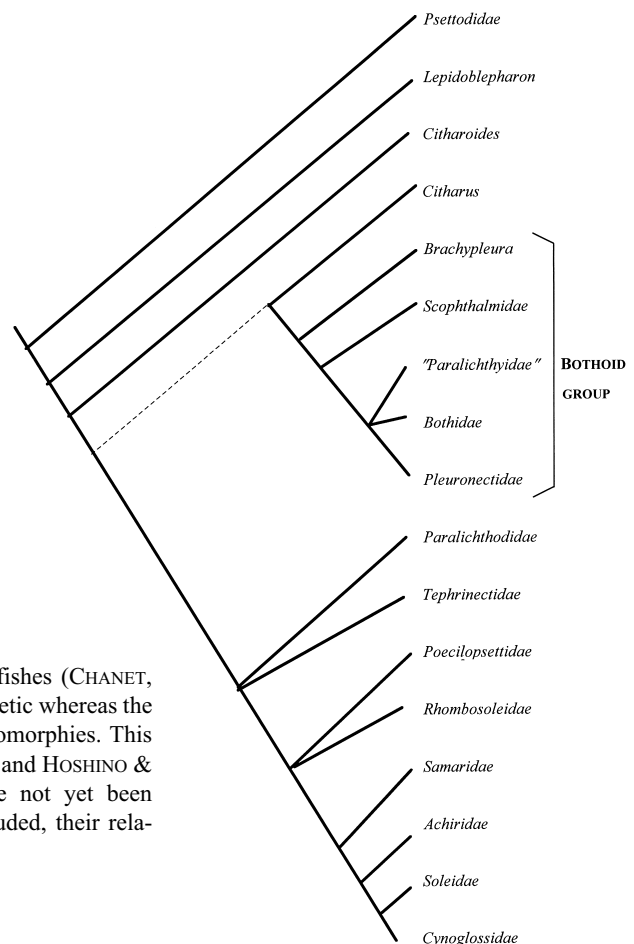 Psettodidae
Lepidoblepharon
Citharoides
Citharus
Brachypleura
Scophthalmidae
"Paralichthyidae"
BOTHOID
GROUP
Bothidae
Pleuronectidae
Paralichthodidae
Tephrinectidae
Poecilopsettidae
Rhombosoleidae
Samaridae
Achiridae
Soleidae
Cynoglossidae
fishes (CHANET,
etic whereas the
omorphies. This
and HOSHINO &
e not yet been
uded, their rela-